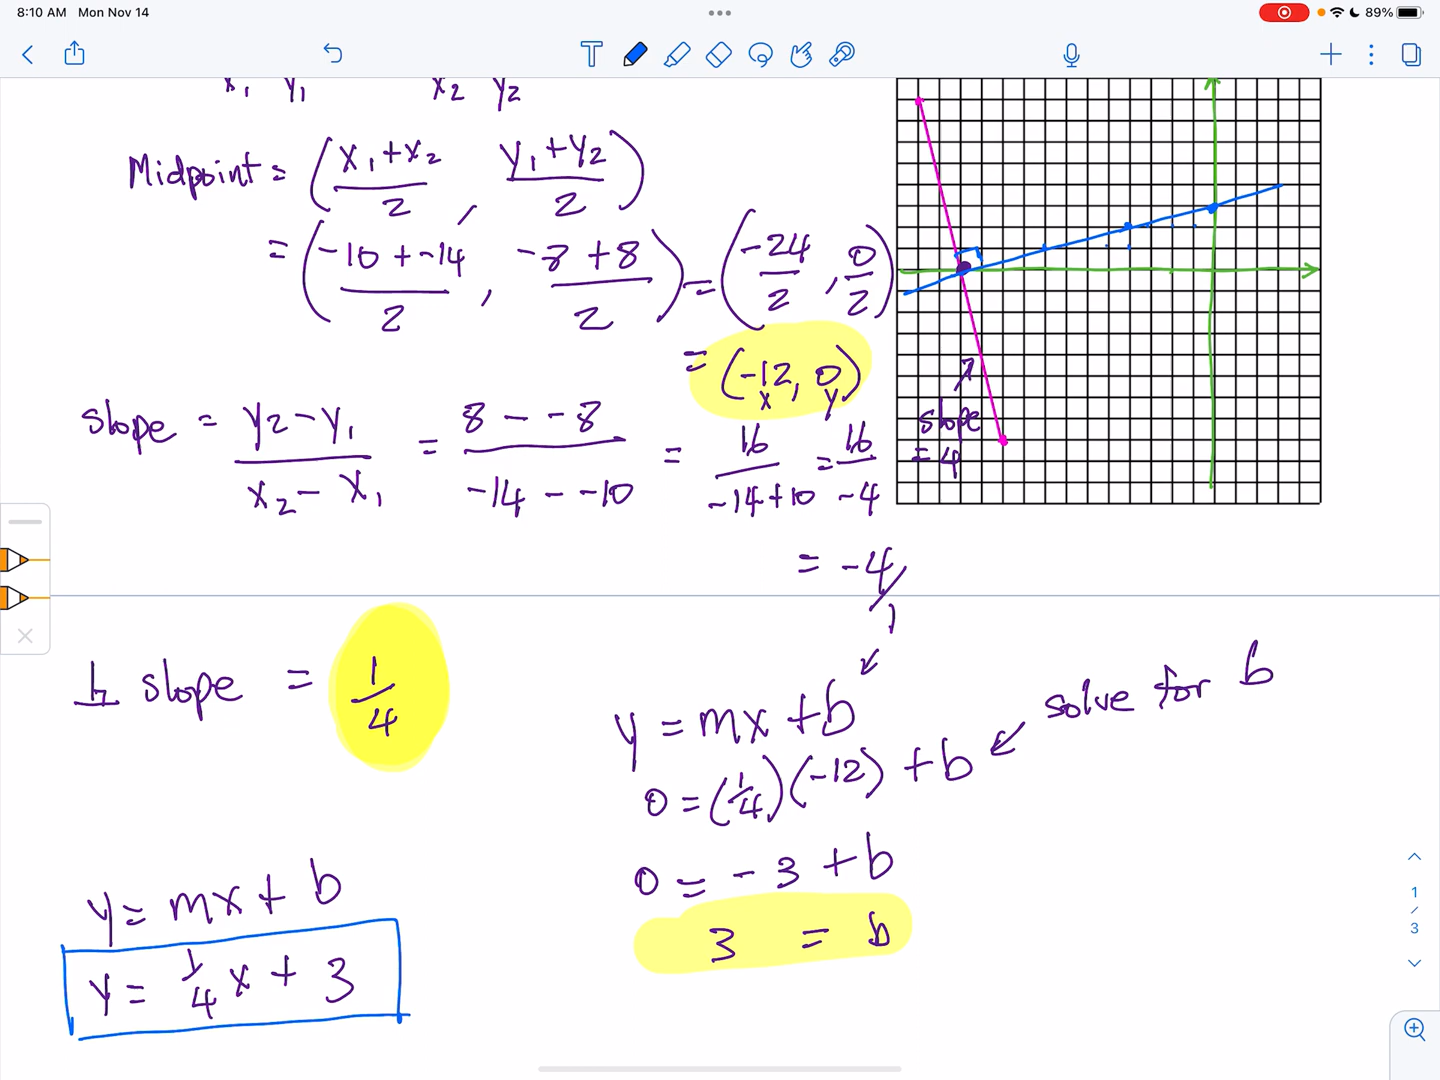 8:10 AM Mon Nov 14
89%
x₁ y₁ x₂ y₂
Midpoint = (x₁+x₂/2, y₁+y₂/2)
= (-10+-14/2, -8+8/2) = (-24/2, 0/2)
= (-12, 0)
x y
slope = y₂-y₁/x₂-x₁ = 8--8/-14--10 = 16/-14+10 = 16/-4
= -4/1
slope
= 4
⊥ slope = 1/4
y = mx + b
solve for b
0 = (1/4)(-12) + b
0 = -3 + b
3 = b
y = mx + b
y = 1/4 x + 3
1
/
3